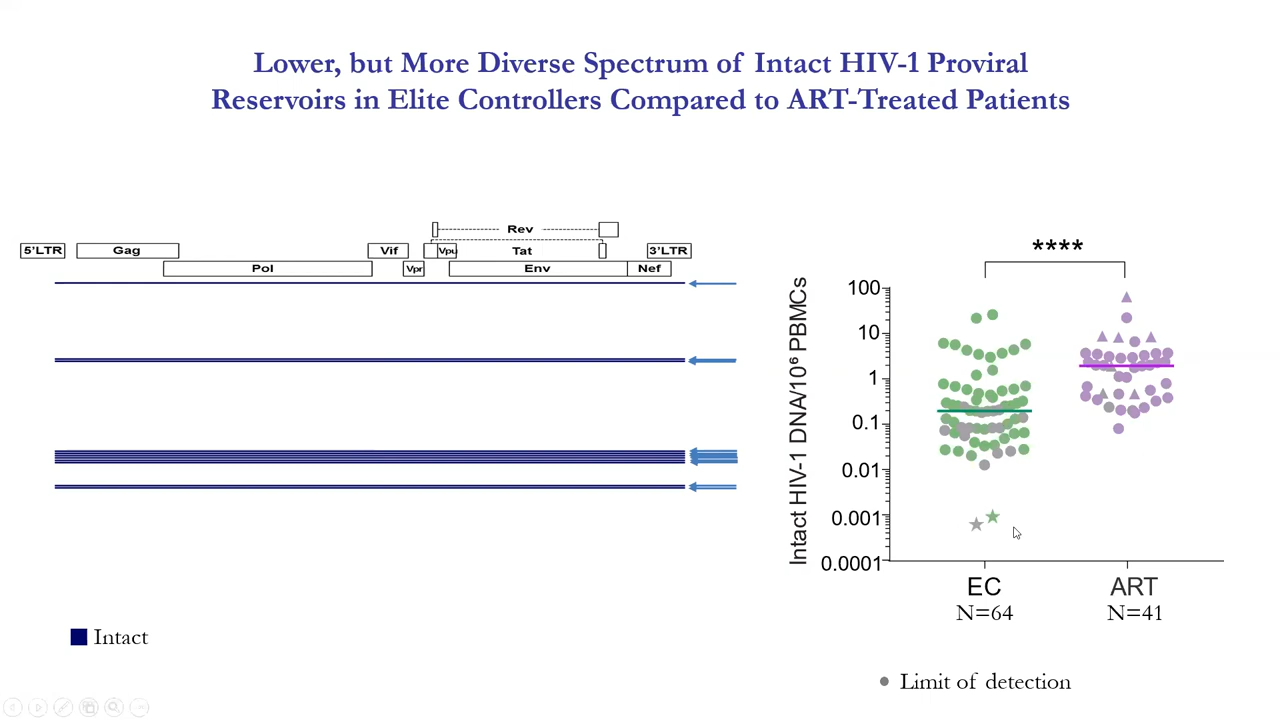 Lower, but More Diverse Spectrum of Intact HIV-1 Proviral
Reservoirs in Elite Controllers Compared to ART-Treated Patients
Rev
5'LTR Gag Vif Vpu Tat 3'LTR
Pol Vpr Env Nef
Intact
Intact HIV-1 DNA/10⁶ PBMCs
****
100
10
1
0.1
0.01
0.001
0.0001
EC ART
N=64 N=41
Limit of detection